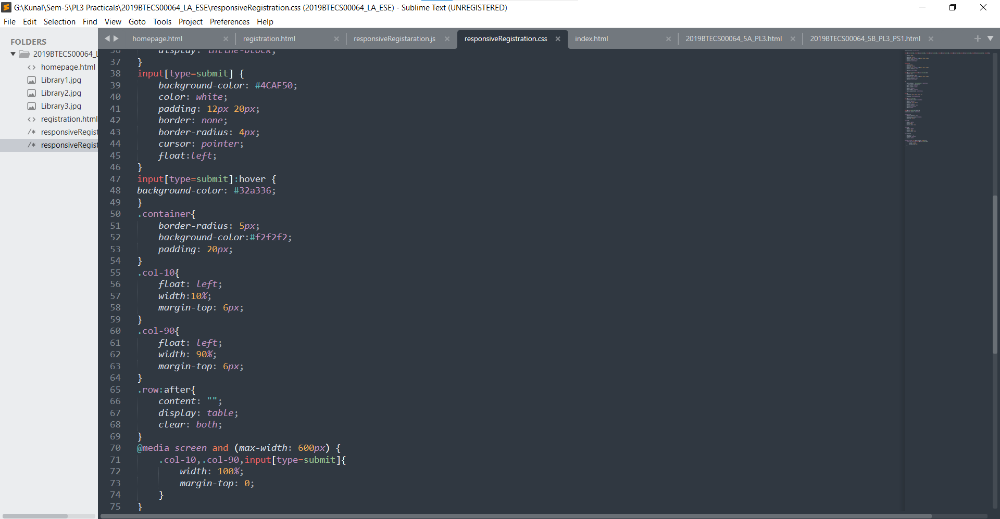 G:\Kunal\Sem-5\PL3 Practicals\2019BTECS00064_LA_ESE\responsiveRegistration.css (2019BTECS00064_LA_ESE) - Sublime Text (UNREGISTERED)
File Edit Selection Find View Goto Tools Project Preferences Help
homepage.html registration.html responsiveRegistaration.js responsiveRegistration.css index.html 2019BTECS00064_5A_PL3.html 2019BTECS00064_5B_PL3_PS1.html
FOLDERS
2019BTECS00064_L
homepage.html
Library1.jpg
Library2.jpg
Library3.jpg
registration.html
/* responsiveRegist
/* responsiveRegist
36 display: inline-block;
37 }
38 input[type=submit] {
39 background-color: #4CAF50;
40 color: white;
41 padding: 12px 20px;
42 border: none;
43 border-radius: 4px;
44 cursor: pointer;
45 float:left;
46 }
47 input[type=submit]:hover {
48 background-color: #32a336;
49 }
50 .container{
51 border-radius: 5px;
52 background-color:#f2f2f2;
53 padding: 20px;
54 }
55 .col-10{
56 float: left;
57 width:10%;
58 margin-top: 6px;
59 }
60 .col-90{
61 float: left;
62 width: 90%;
63 margin-top: 6px;
64 }
65 .row:after{
66 content: "";
67 display: table;
68 clear: both;
69 }
70 @media screen and (max-width: 600px) {
71 .col-10,.col-90,input[type=submit]{
72 width: 100%;
73 margin-top: 0;
74 }
75 }